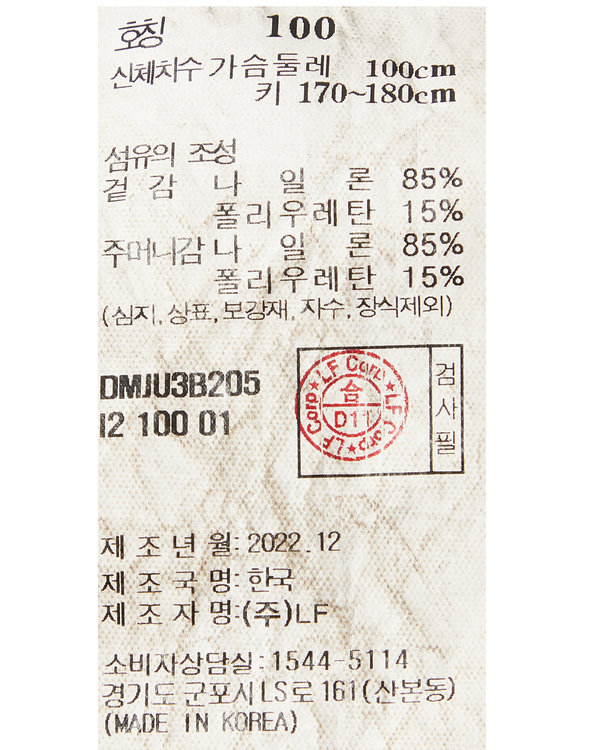 호칭 100
신체치수 가슴둘레 100cm
키 170~180cm
섬유의 조성
겉감 나일론 85%
폴리우레탄 15%
주머니감 나일론 85%
폴리우레탄 15%
(심지, 상표, 보강재, 자수, 장식제외)
DMJU3B205
I2 100 01
LF Corp ★ LF Corp ★ LF Corp ★
합
D11
검사필
제조년월: 2022.12
제조국명: 한국
제조자명: (주)LF
소비자상담실: 1544-5114
경기도 군포시 LS로 161(산본동)
(MADE IN KOREA)